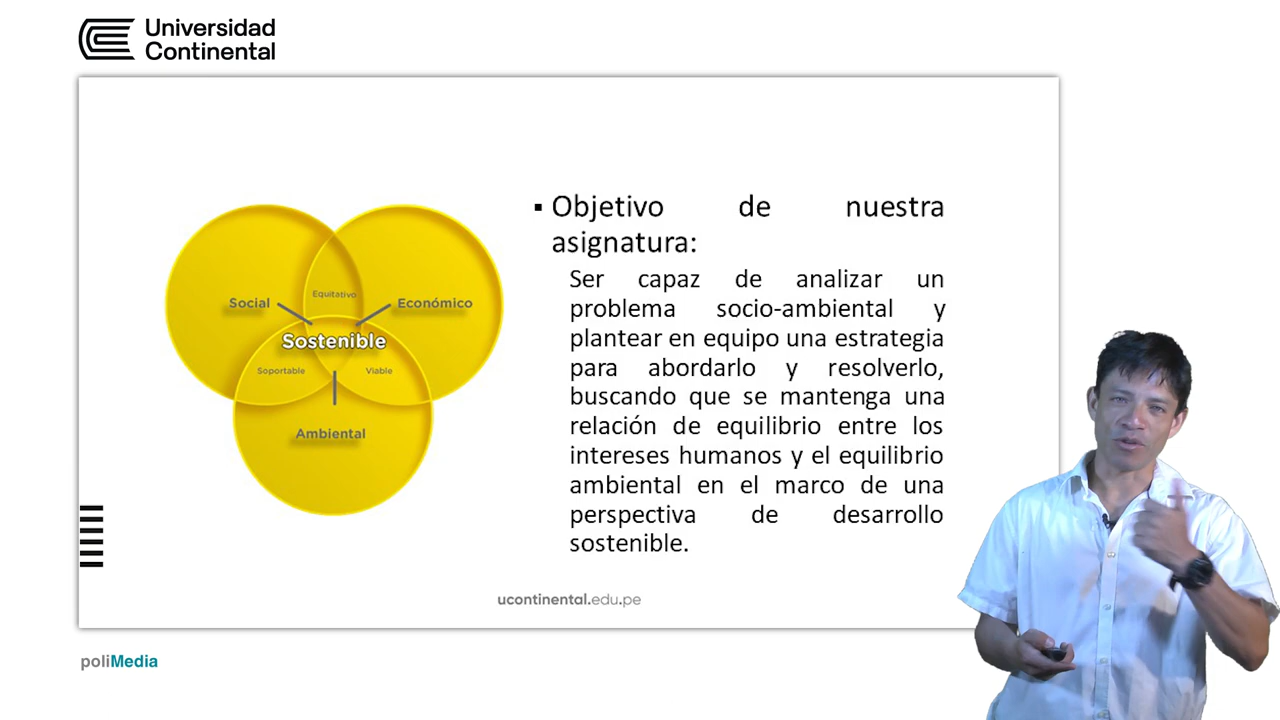 Universidad
Continental
▪ Objetivo de nuestra
asignatura:
Ser capaz de analizar un
problema socio-ambiental y
plantear en equipo una estrategia
para abordarlo y resolverlo,
buscando que se mantenga una
relación de equilibrio entre los
intereses humanos y el equilibrio
ambiental en el marco de una
perspectiva de desarrollo
sostenible.
Equitativo
Social
Económico
Sostenible
Soportable
Viable
Ambiental
ucontinental.edu.pe
poliMedia